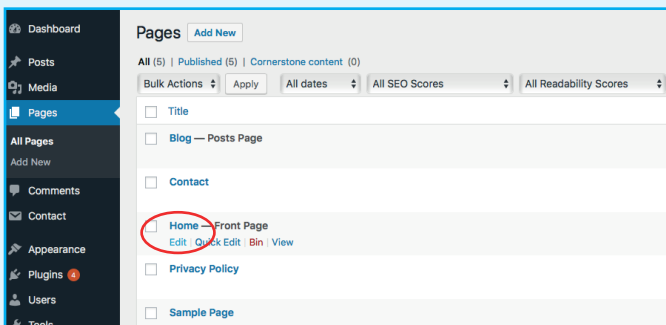 Dashboard
Posts
Media
Pages
All Pages
Add New
Comments
Contact
Appearance
Plugins 4
Users
Tools
Pages Add New
All (5) | Published (5) | Cornerstone content (0)
Bulk Actions Apply All dates All SEO Scores All Readability Scores
Title
Blog — Posts Page
Contact
Home — Front Page
Edit | Quick Edit | Bin | View
Privacy Policy
Sample Page